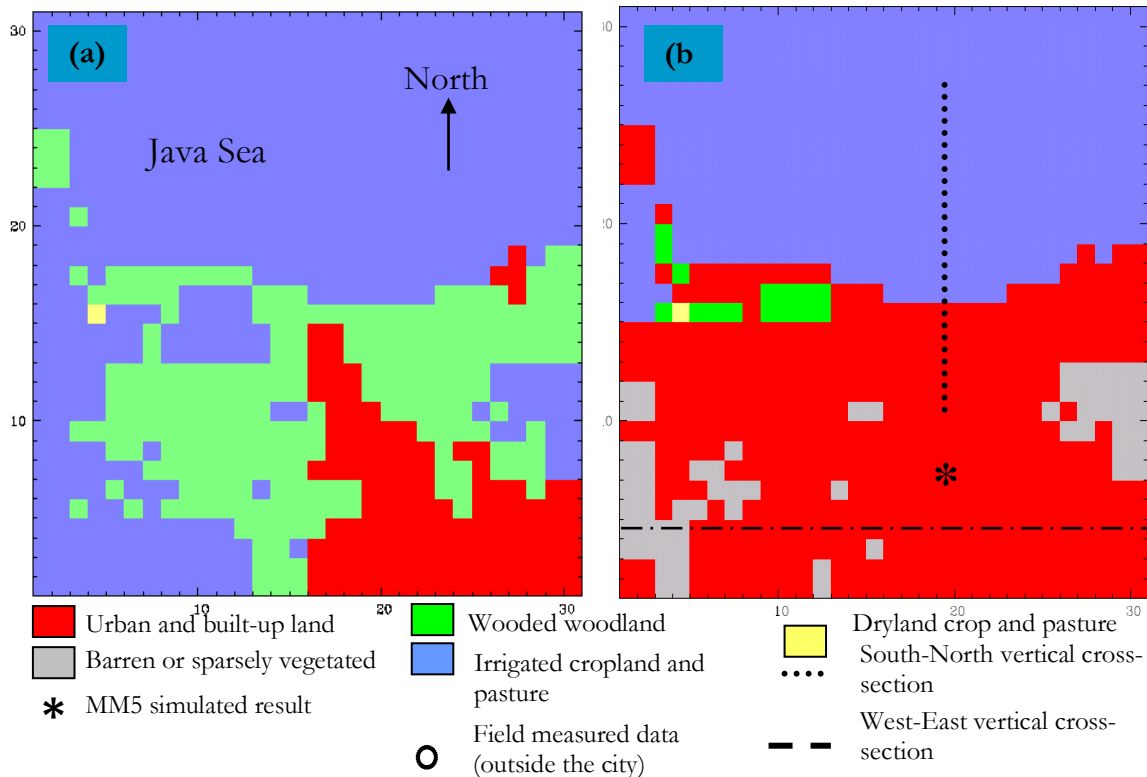 (a)
North
Java Sea
30
20
10
10
20
30
(b
30
20
10
10
20
30
Urban and built-up land
Barren or sparsely vegetated
* MM5 simulated result
Wooded woodland
Irrigated cropland and
pasture
Field measured data
(outside the city)
Dryland crop and pasture
South-North vertical cross-
section
West-East vertical cross-
section